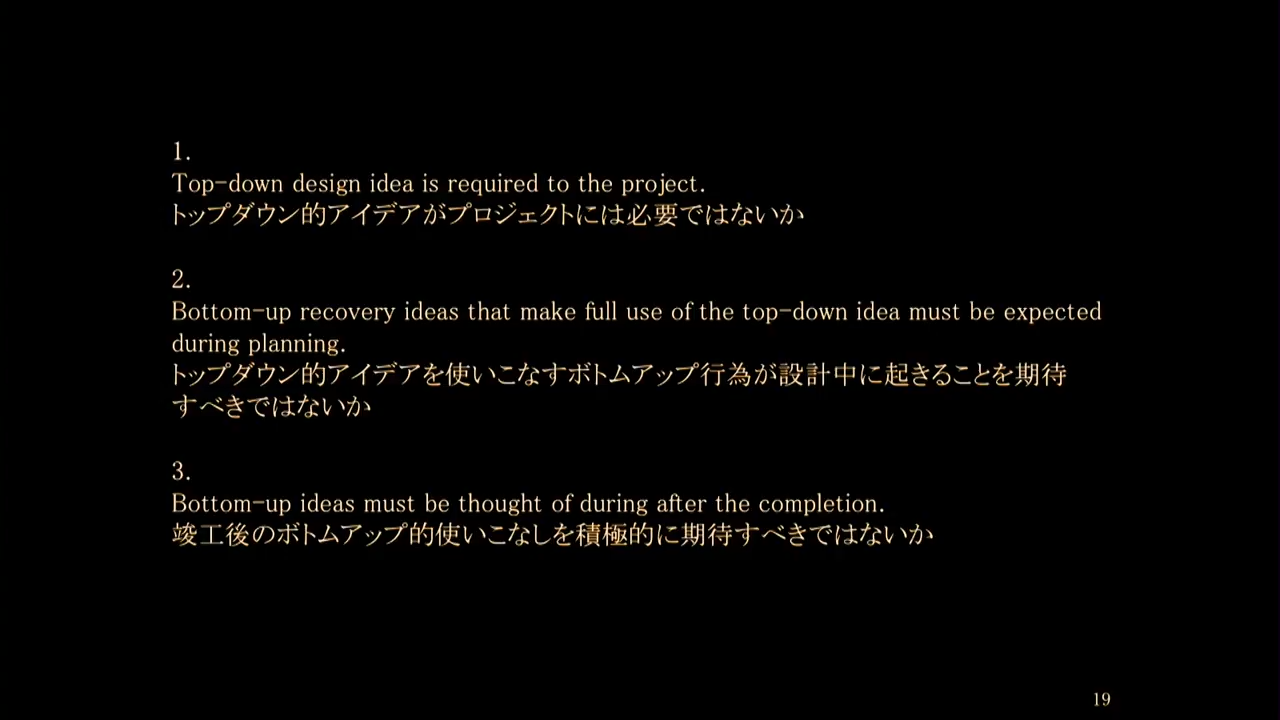 1.
Top-down design idea is required to the project.
トップダウン的アイデアがプロジェクトには必要ではないか
2.
Bottom-up recovery ideas that make full use of the top-down idea must be expected
during planning.
トップダウン的アイデアを使いこなすボトムアップ行為が設計中に起きることを期待
すべきではないか
3.
Bottom-up ideas must be thought of during after the completion.
竣工後のボトムアップ的使いこなしを積極的に期待すべきではないか
19